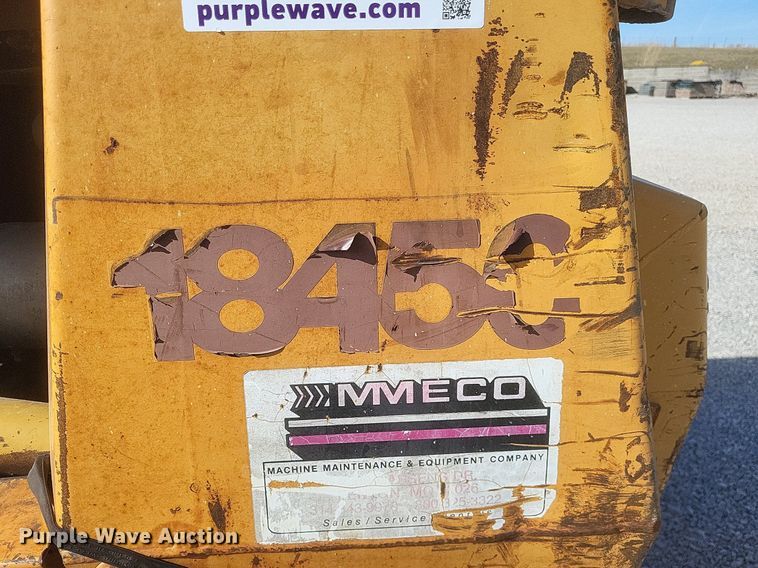 purplewave.com
1845C
MMECO
MACHINE MAINTENANCE & EQUIPMENT COMPANY
Sales / Service /
Purple Wave Auction®